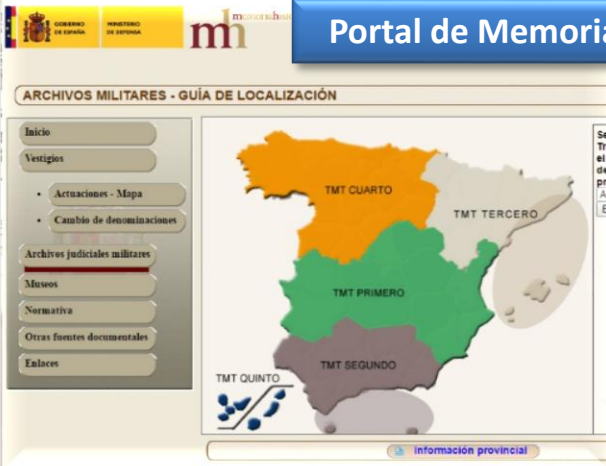 GOBIERNO
DE ESPAÑA
MINISTERIO
DE DEFENSA
mh
Portal de Memoria
ARCHIVOS MILITARES - GUÍA DE LOCALIZACIÓN
Inicio
Vestigios
• Actuaciones - Mapa
• Cambio de denominaciones
Archivos judiciales militares
Museos
Normativa
Otras fuentes documentales
Enlaces
TMT CUARTO
TMT TERCERO
TMT PRIMERO
TMT SEGUNDO
TMT QUINTO
Información provincial